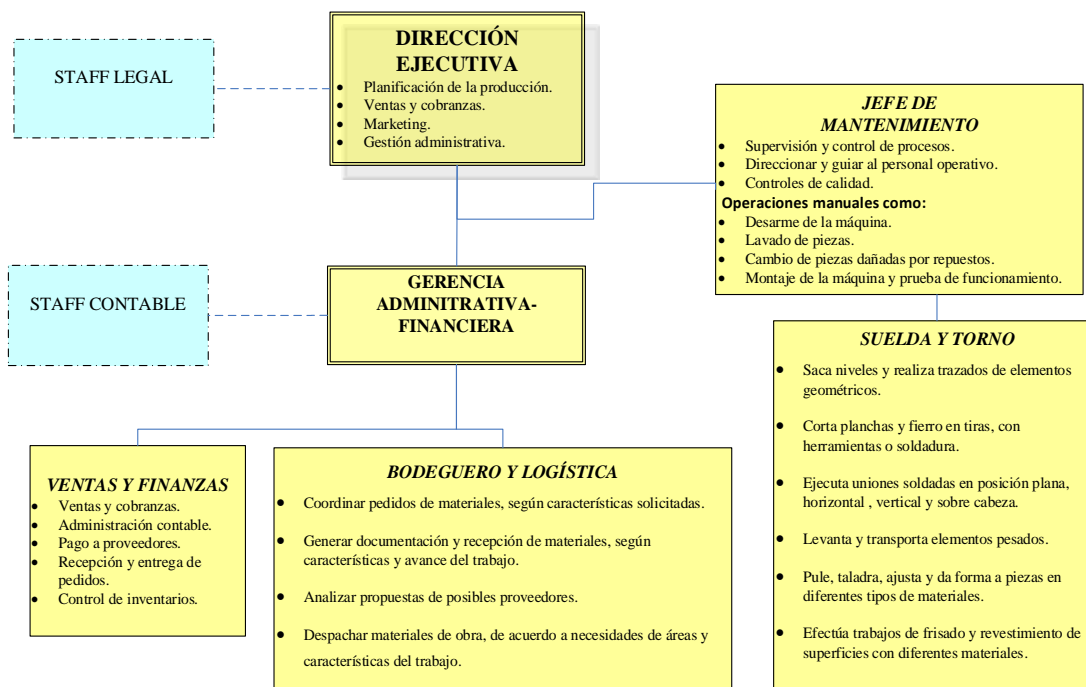 STAFF LEGAL
DIRECCIÓN
EJECUTIVA
• Planificación de la producción.
• Ventas y cobranzas.
• Marketing.
• Gestión administrativa.
JEFE DE
MANTENIMIENTO
• Supervisión y control de procesos.
• Direccionar y guiar al personal operativo.
• Controles de calidad.
Operaciones manuales como:
• Desarme de la máquina.
• Lavado de piezas.
• Cambio de piezas dañadas por repuestos.
• Montaje de la máquina y prueba de funcionamiento.
STAFF CONTABLE
GERENCIA
ADMINITRATIVA-
FINANCIERA
SUELDA Y TORNO
• Saca niveles y realiza trazados de elementos
geométricos.
• Corta planchas y fierro en tiras, con
herramientas o soldadura.
• Ejecuta uniones soldadas en posición plana,
horizontal , vertical y sobre cabeza.
• Levanta y transporta elementos pesados.
• Pule, taladra, ajusta y da forma a piezas en
diferentes tipos de materiales.
• Efectúa trabajos de frisado y revestimiento de
superficies con diferentes materiales.
VENTAS Y FINANZAS
• Ventas y cobranzas.
• Administración contable.
• Pago a proveedores.
• Recepción y entrega de
pedidos.
• Control de inventarios.
BODEGUERO Y LOGÍSTICA
• Coordinar pedidos de materiales, según características solicitadas.
• Generar documentación y recepción de materiales, según
características y avance del trabajo.
• Analizar propuestas de posibles proveedores.
• Despachar materiales de obra, de acuerdo a necesidades de áreas y
características del trabajo.